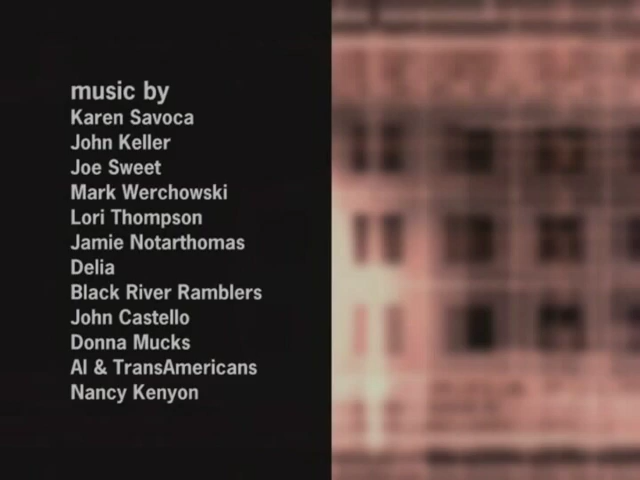 music by
Karen Savoca
John Keller
Joe Sweet
Mark Werchowski
Lori Thompson
Jamie Notarthomas
Delia
Black River Ramblers
John Castello
Donna Mucks
Al & TransAmericans
Nancy Kenyon